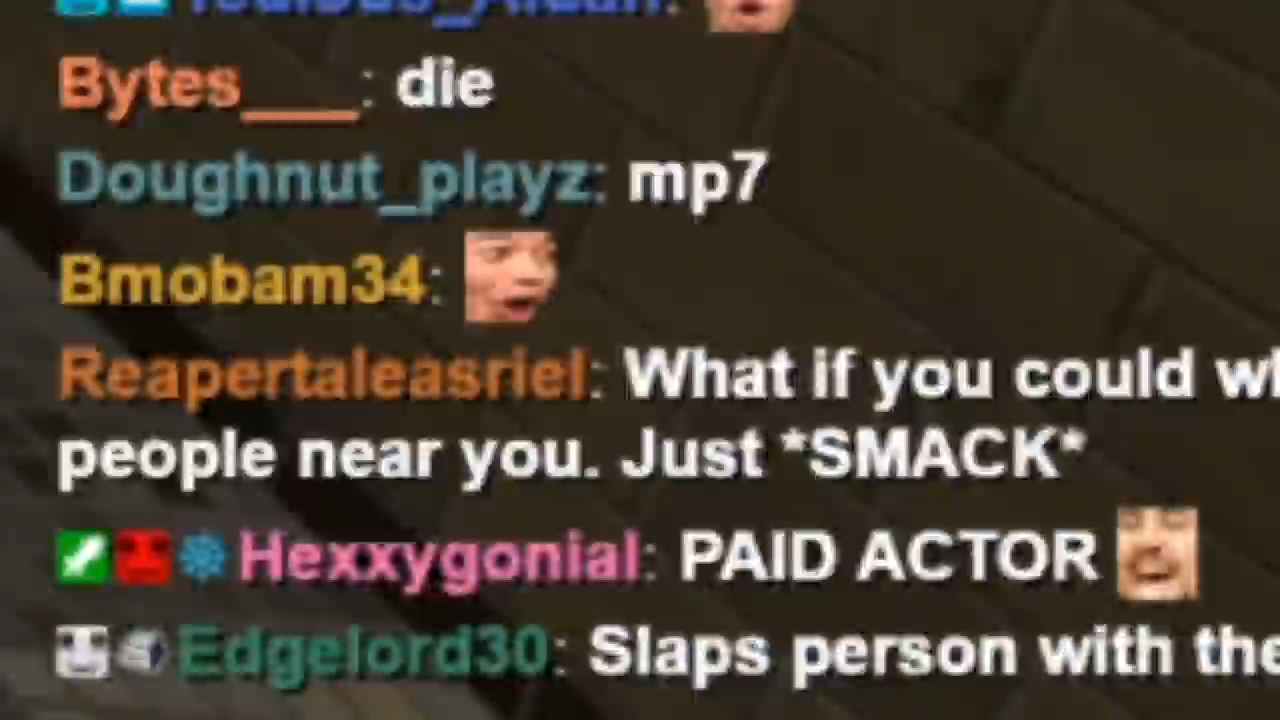 Bytes___: die
Doughnut_playz: mp7
Bmobam34:
Reapertaleasriel: What if you could
people near you. Just *SMACK*
Hexxygonial: PAID ACTOR
Edgelord30: Slaps person with the